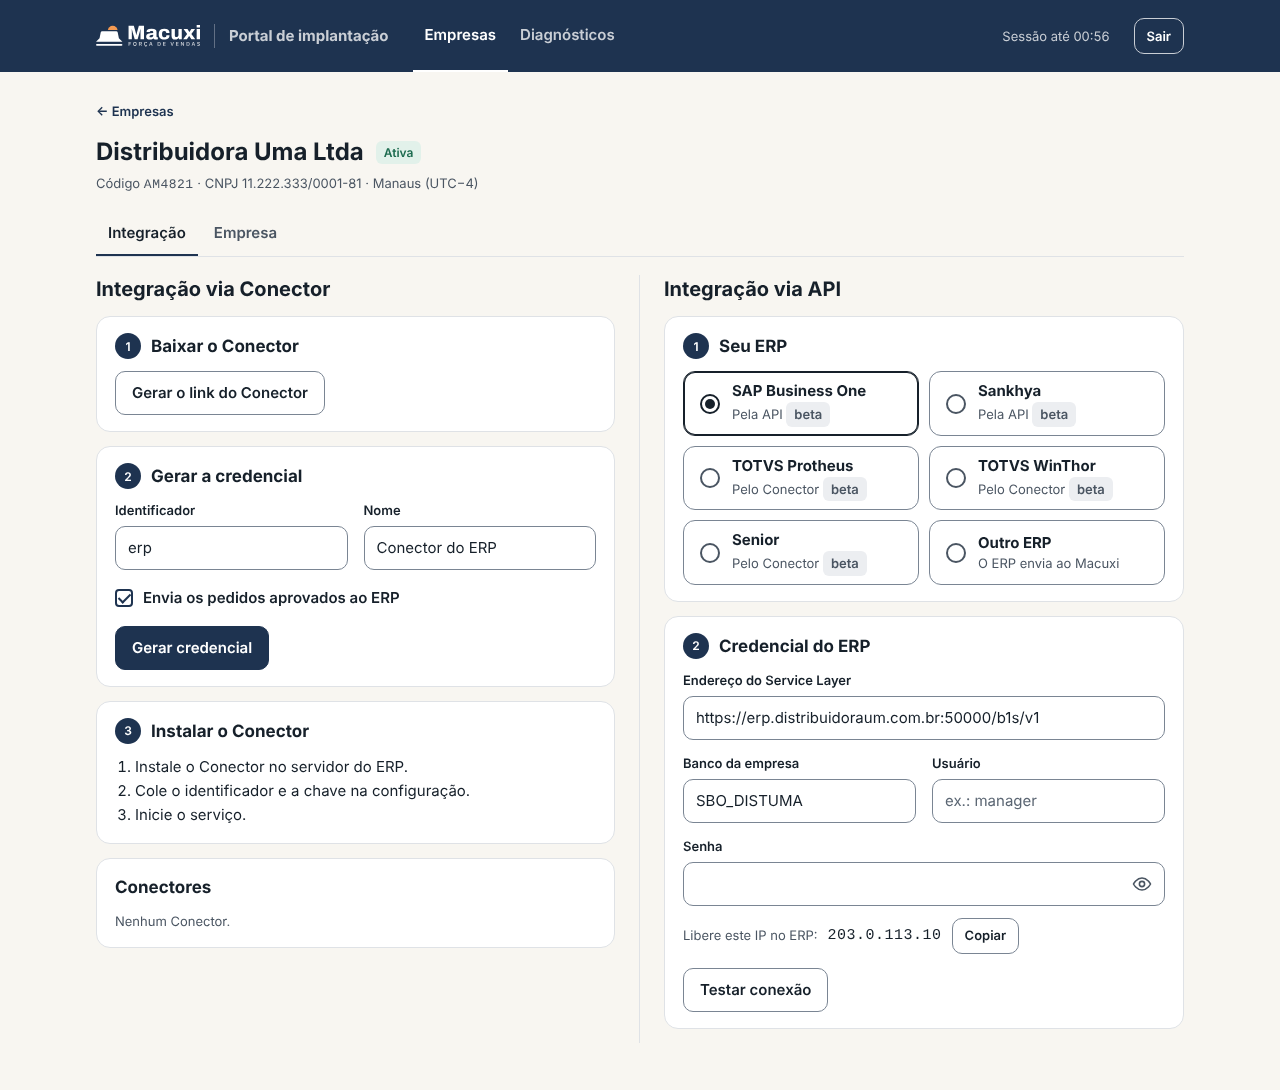 Macuxi
FORÇA DE VENDAS
Portal de implantação
Empresas
Diagnósticos
Sessão até 00:56
Sair
← Empresas
Distribuidora Uma Ltda
Ativa
Código AM4821 · CNPJ 11.222.333/0001-81 · Manaus (UTC−4)
Integração
Empresa
Integração via Conector
1 Baixar o Conector
Gerar o link do Conector
2 Gerar a credencial
Identificador
Nome
erp
Conector do ERP
Envia os pedidos aprovados ao ERP
Gerar credencial
3 Instalar o Conector
1. Instale o Conector no servidor do ERP.
2. Cole o identificador e a chave na configuração.
3. Inicie o serviço.
Conectores
Nenhum Conector.
Integração via API
1 Seu ERP
SAP Business One
Pela API beta
Sankhya
Pela API beta
TOTVS Protheus
Pelo Conector beta
TOTVS WinThor
Pelo Conector beta
Senior
Pelo Conector beta
Outro ERP
O ERP envia ao Macuxi
2 Credencial do ERP
Endereço do Service Layer
https://erp.distribuidoraum.com.br:50000/b1s/v1
Banco da empresa
Usuário
SBO_DISTUMA
ex.: manager
Senha
Libere este IP no ERP: 203.0.113.10 Copiar
Testar conexão